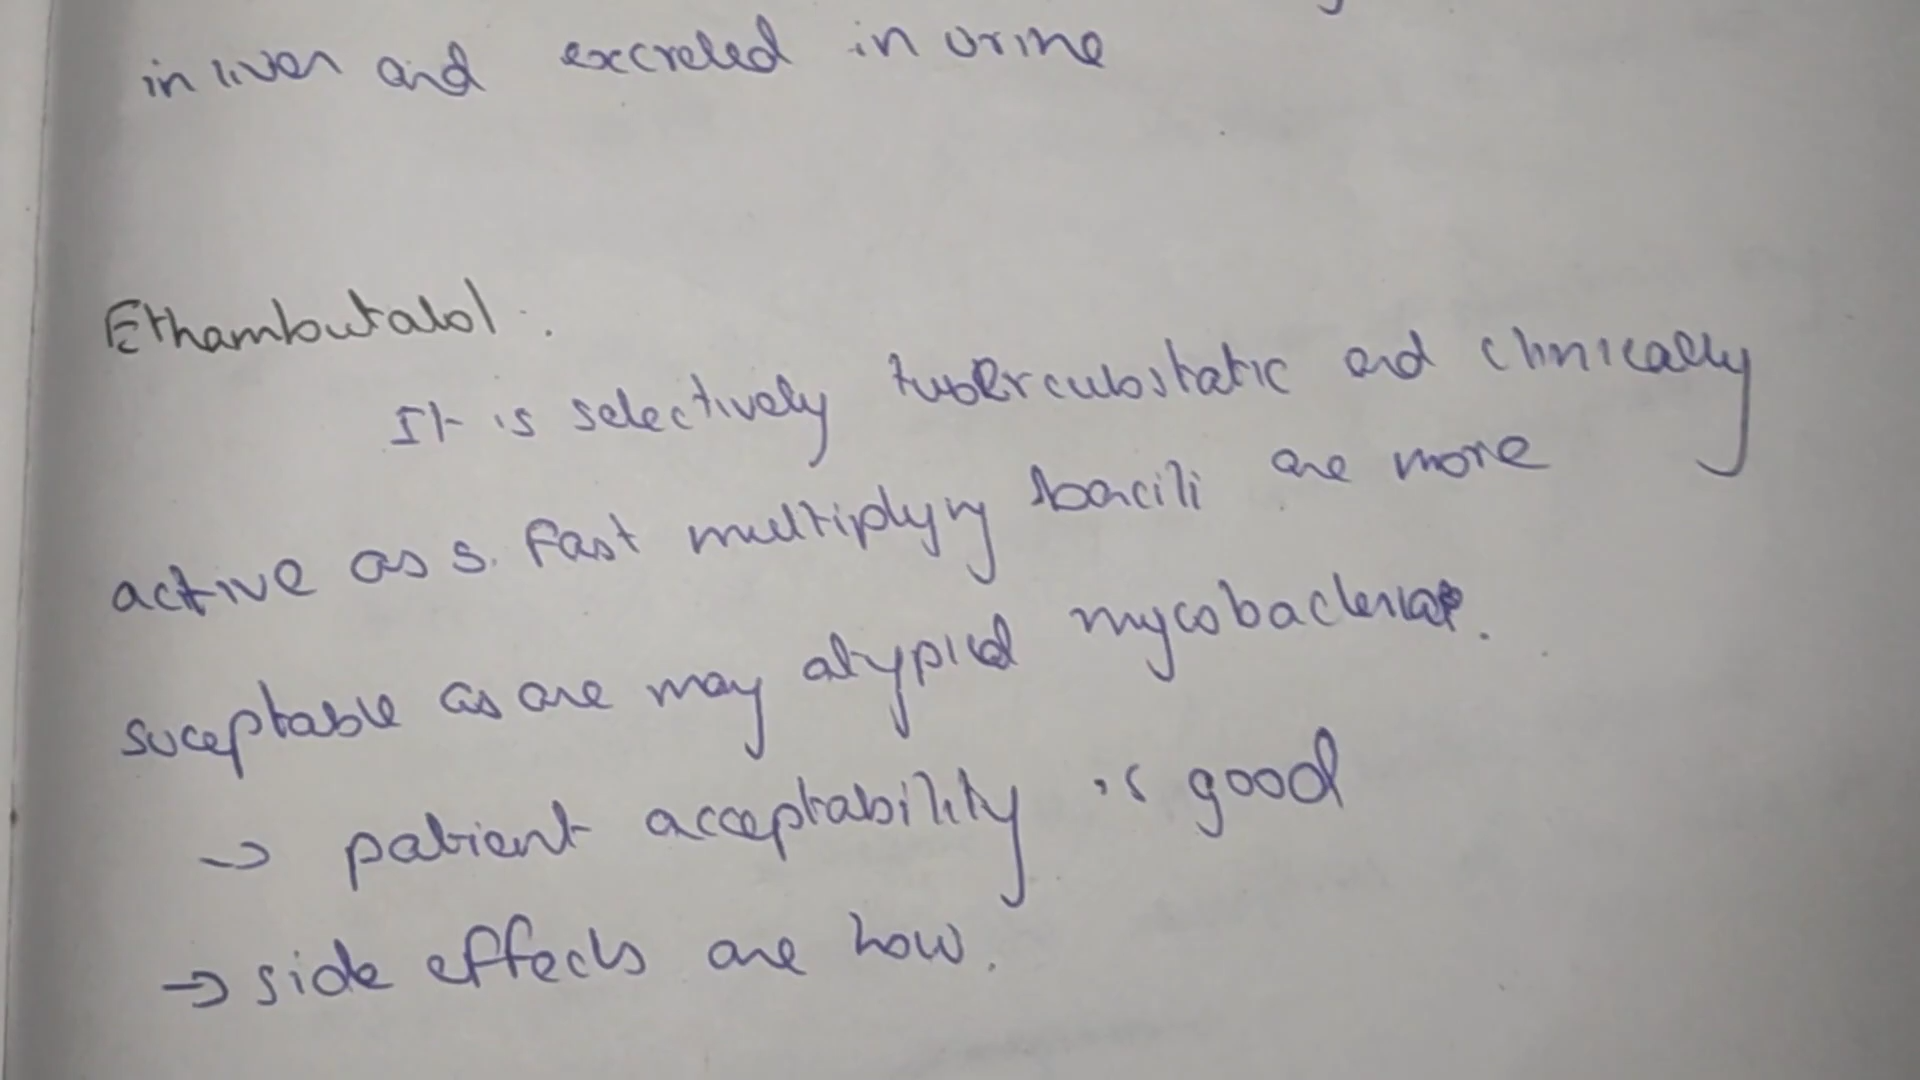 in liver and excreted in urine
Ethambutalol.
It is selectively tuberculostatic and clinically
active as s. Fast multiplying bacili are more
suceptable as are may atypical mycobacteria.
→ patient acceptability is good
→ side effects are low.